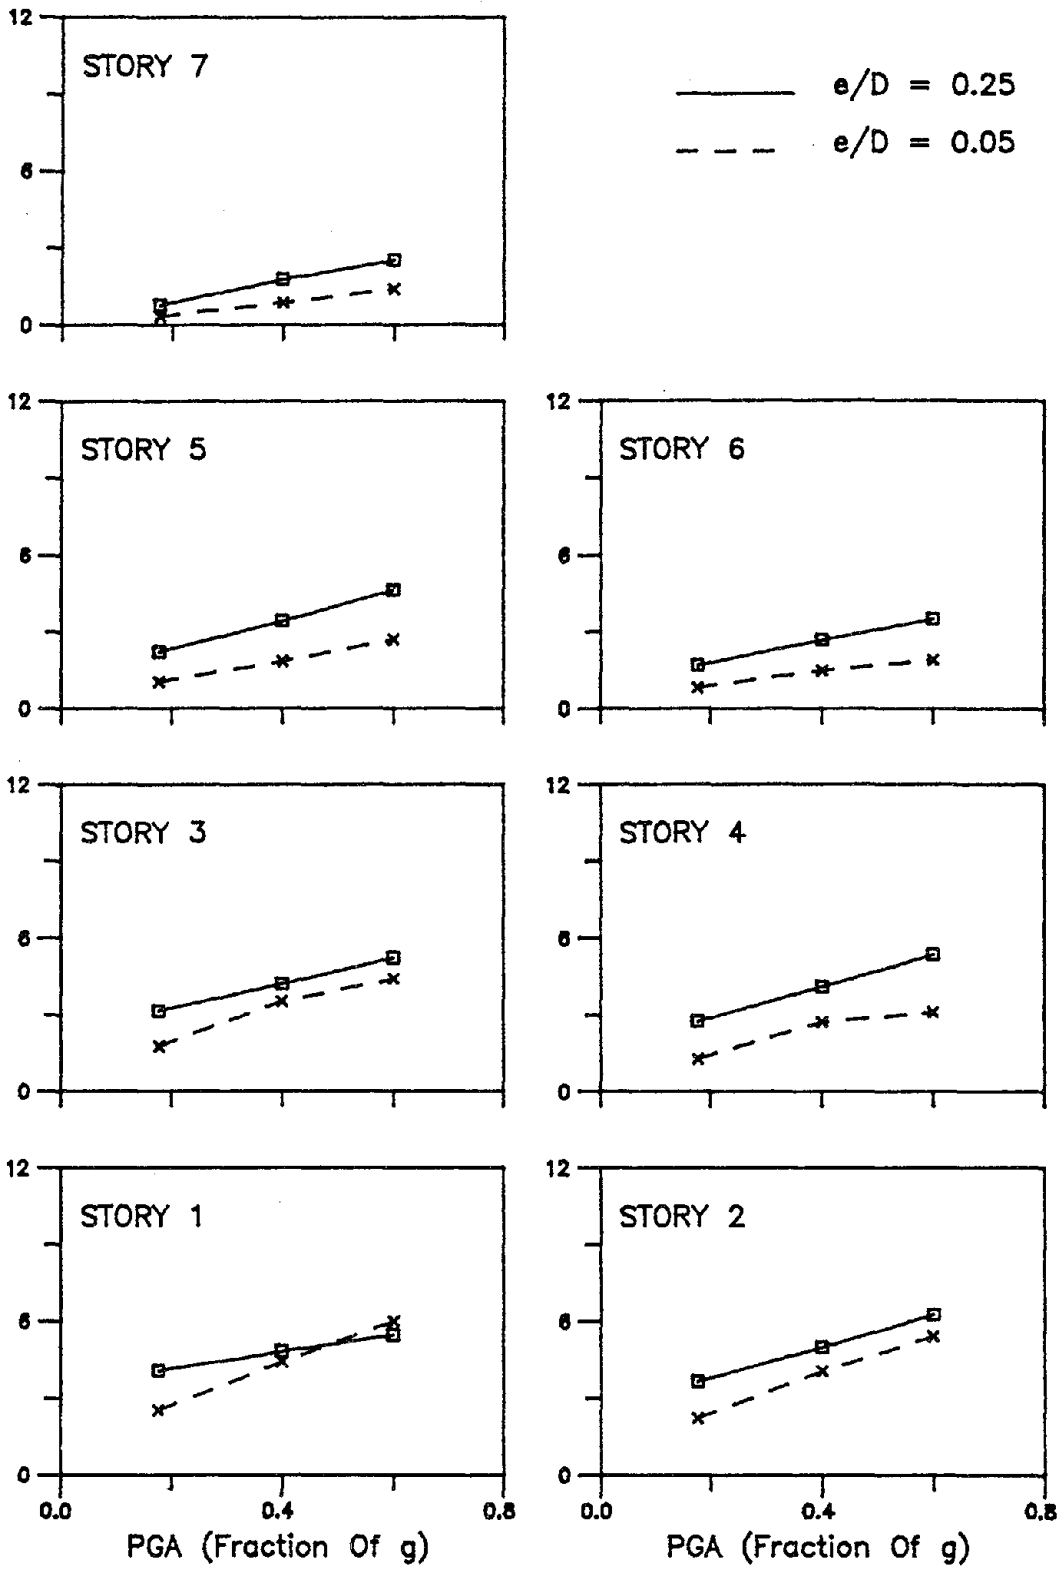 12
STORY 7
6
0
e/D = 0.25
e/D = 0.05
12
STORY 5
6
0
12
STORY 6
6
0
12
STORY 3
6
0
12
STORY 4
6
0
12
STORY 1
6
0
0.0 0.4 0.8
PGA (Fraction Of g)
12
STORY 2
6
0
0.0 0.4 0.8
PGA (Fraction Of g)